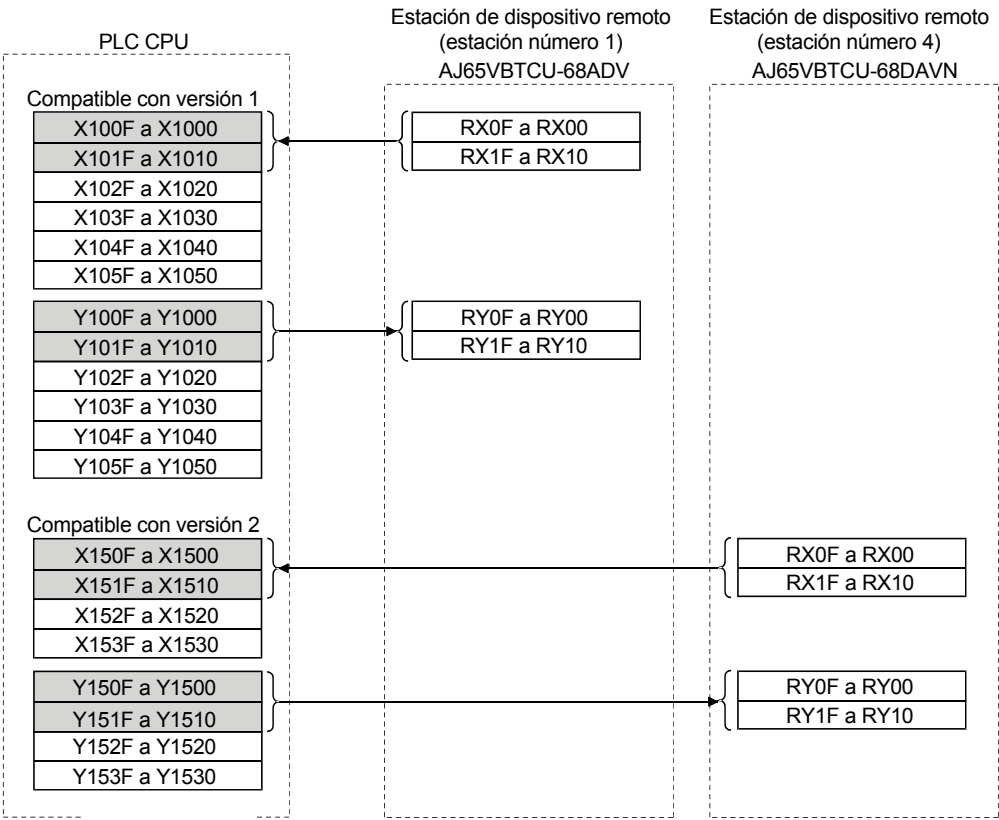 PLC CPU
Estación de dispositivo remoto
(estación número 1)
AJ65VBTCU-68ADV
Estación de dispositivo remoto
(estación número 4)
AJ65VBTCU-68DAVN
Compatible con versión 1
X100F a X1000
X101F a X1010
X102F a X1020
X103F a X1030
X104F a X1040
X105F a X1050
RX0F a RX00
RX1F a RX10
Y100F a Y1000
Y101F a Y1010
Y102F a Y1020
Y103F a Y1030
Y104F a Y1040
Y105F a Y1050
RY0F a RY00
RY1F a RY10
Compatible con versión 2
X150F a X1500
X151F a X1510
X152F a X1520
X153F a X1530
RX0F a RX00
RX1F a RX10
Y150F a Y1500
Y151F a Y1510
Y152F a Y1520
Y153F a Y1530
RY0F a RY00
RY1F a RY10